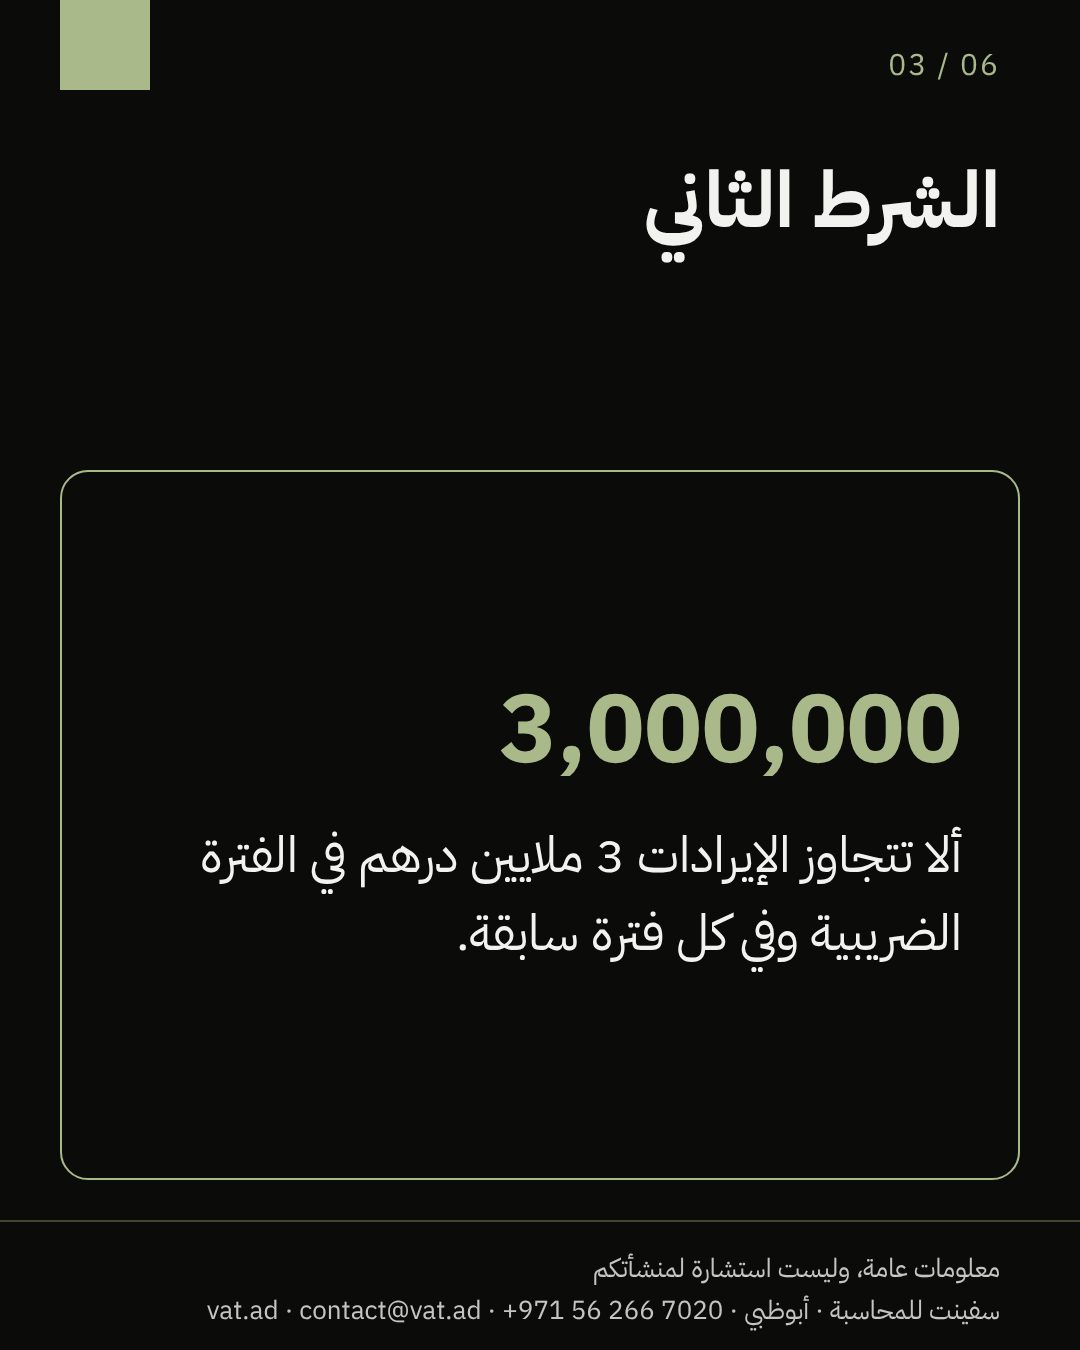 03 / 06
الشرط الثاني
3,000,000
ألا تتجاوز الإيرادات 3 ملايين درهم في الفترة
الضريبية وفي كل فترة سابقة.
معلومات عامة، وليست استشارة لمنشأتكم
سفينت للمحاسبة · أبوظبي · vat.ad · contact@vat.ad · +971 56 266 7020